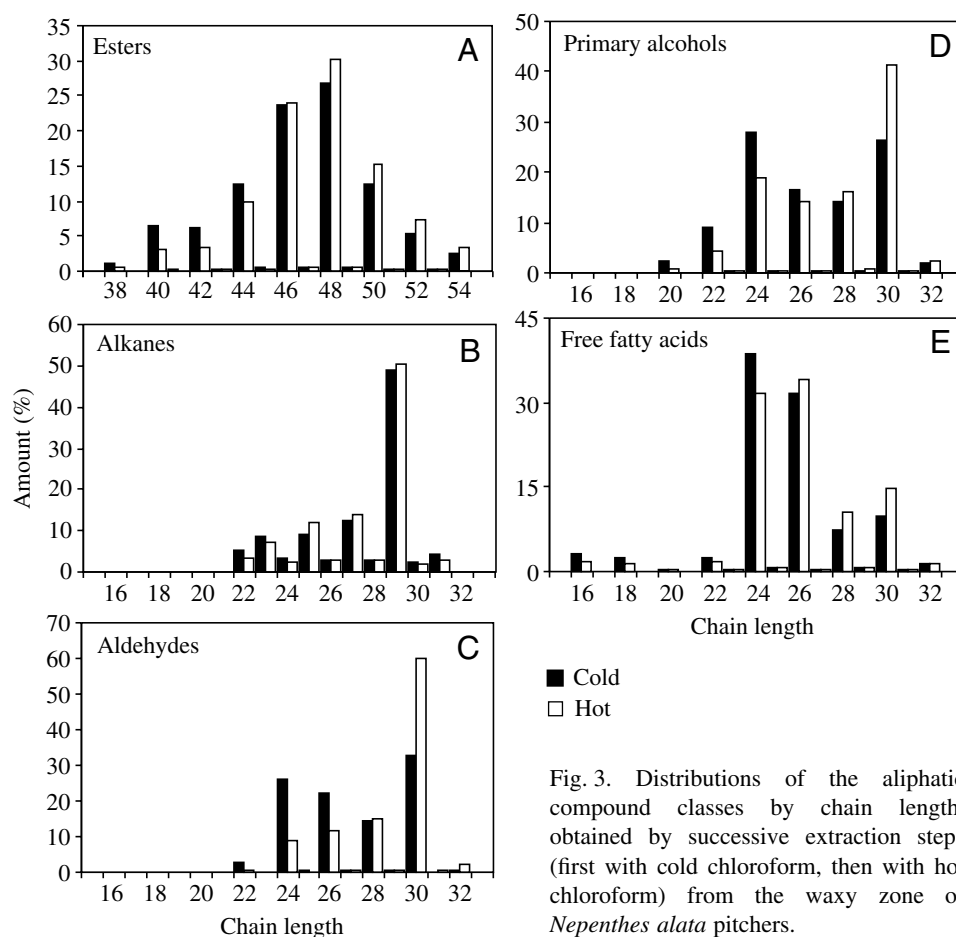 Esters
A
35
30
25
20
15
10
5
0
38 40 42 44 46 48 50 52 54
Alkanes
B
60
50
40
30
20
10
0
16 18 20 22 24 26 28 30 32
Aldehydes
C
70
60
50
40
30
20
10
0
16 18 20 22 24 26 28 30 32
Chain length
Amount (%)
Primary alcohols
D
50
40
30
20
10
0
16 18 20 22 24 26 28 30 32
Free fatty acids
E
45
30
15
0
16 18 20 22 24 26 28 30 32
Chain length
Cold
Hot
Fig. 3. Distributions of the aliphatic
compound classes by chain length
obtained by successive extraction step
(first with cold chloroform, then with ho
chloroform) from the waxy zone o
Nepenthes alata pitchers.